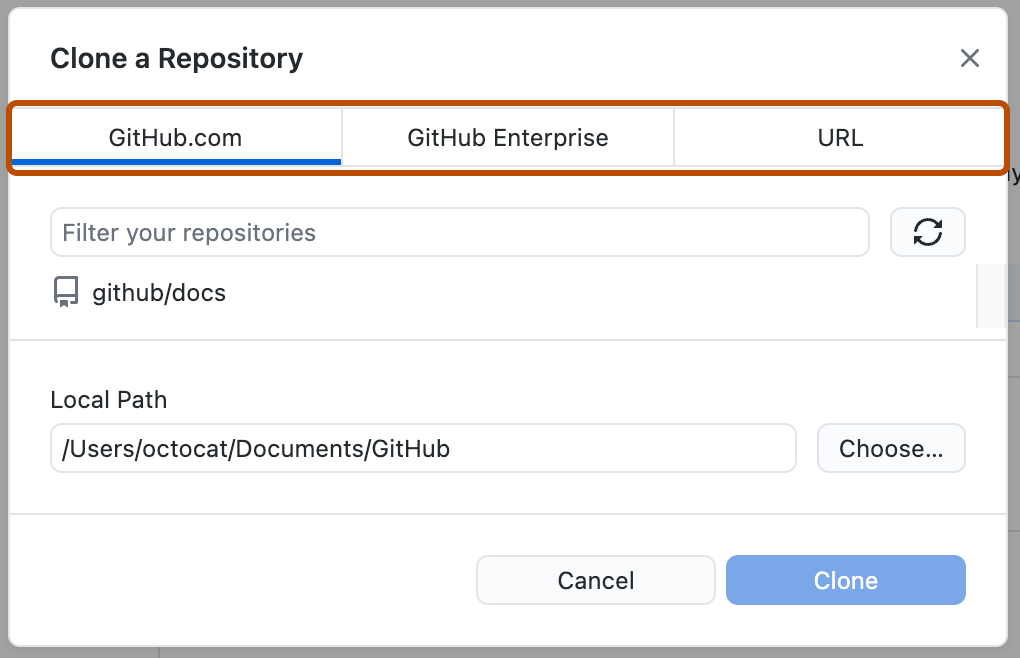 Clone a Repository
GitHub.com GitHub Enterprise URL
Filter your repositories
github/docs
Local Path
/Users/octocat/Documents/GitHub Choose...
Cancel Clone